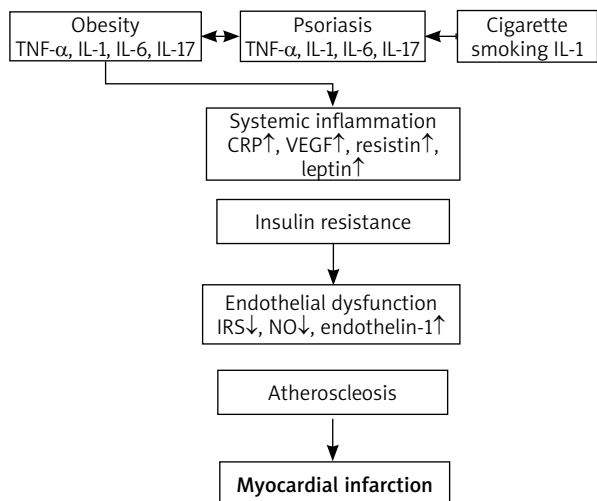 Obesity
TNF-α, IL-1, IL-6, IL-17
Psoriasis
TNF-α, IL-1, IL-6, IL-17
Cigarette
smoking IL-1
Systemic inflammation
CRP↑, VEGF↑, resistin↑,
leptin↑
Insulin resistance
Endothelial dysfunction
IRS↓, NO↓, endothelin-1↑
Atheroscleosis
Myocardial infarction